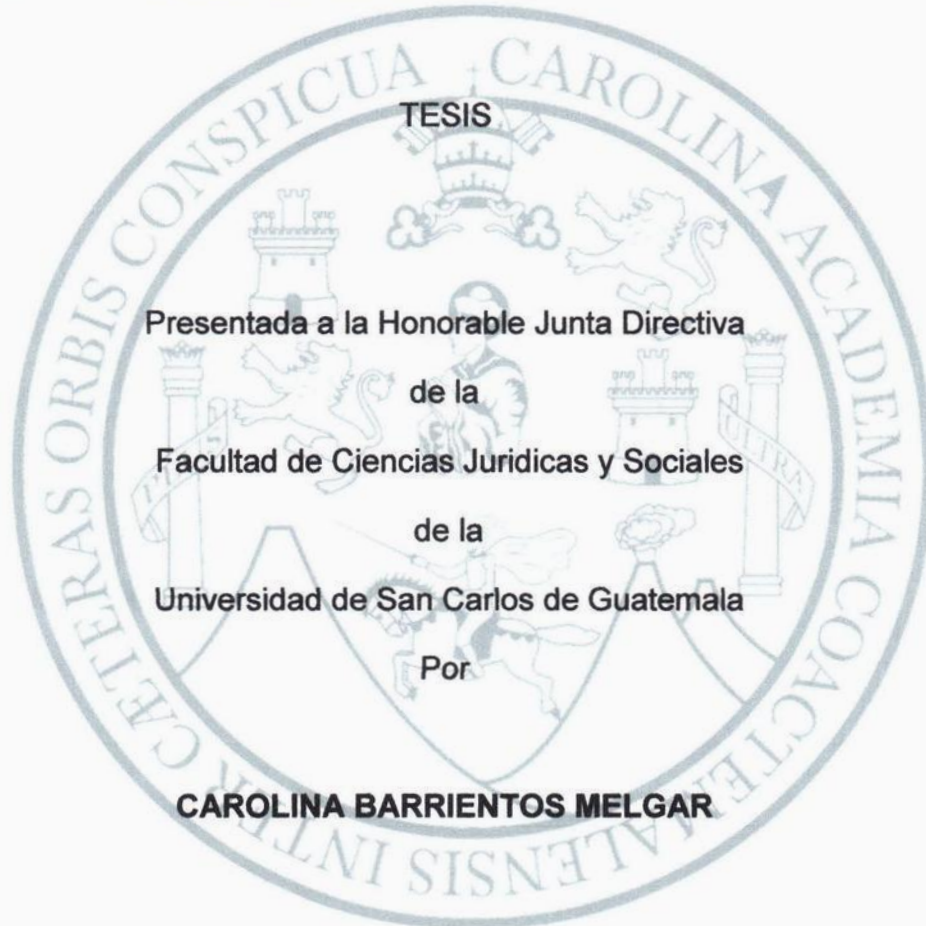 TESIS
Presentada a la Honorable Junta Directiva
de la
Facultad de Ciencias Juridicas y Sociales
de la
Universidad de San Carlos de Guatemala
Por
CAROLINA BARRIENTOS MELGAR
CAROLINA ACADEMIA COACTEMALENSIS INTER CÆTERAS ORBIS CONSPICUA